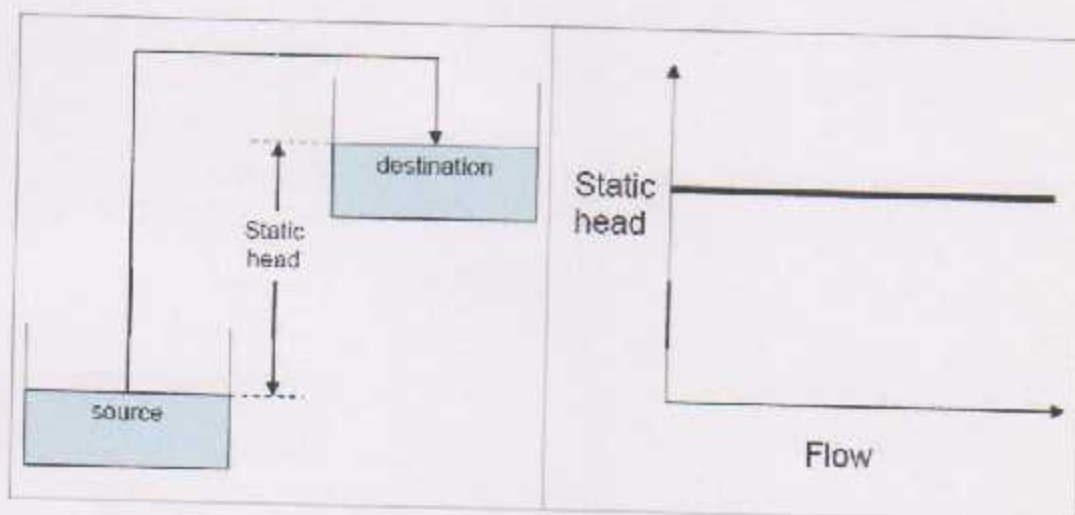 destination
Static
head
source
Static
head
Flow